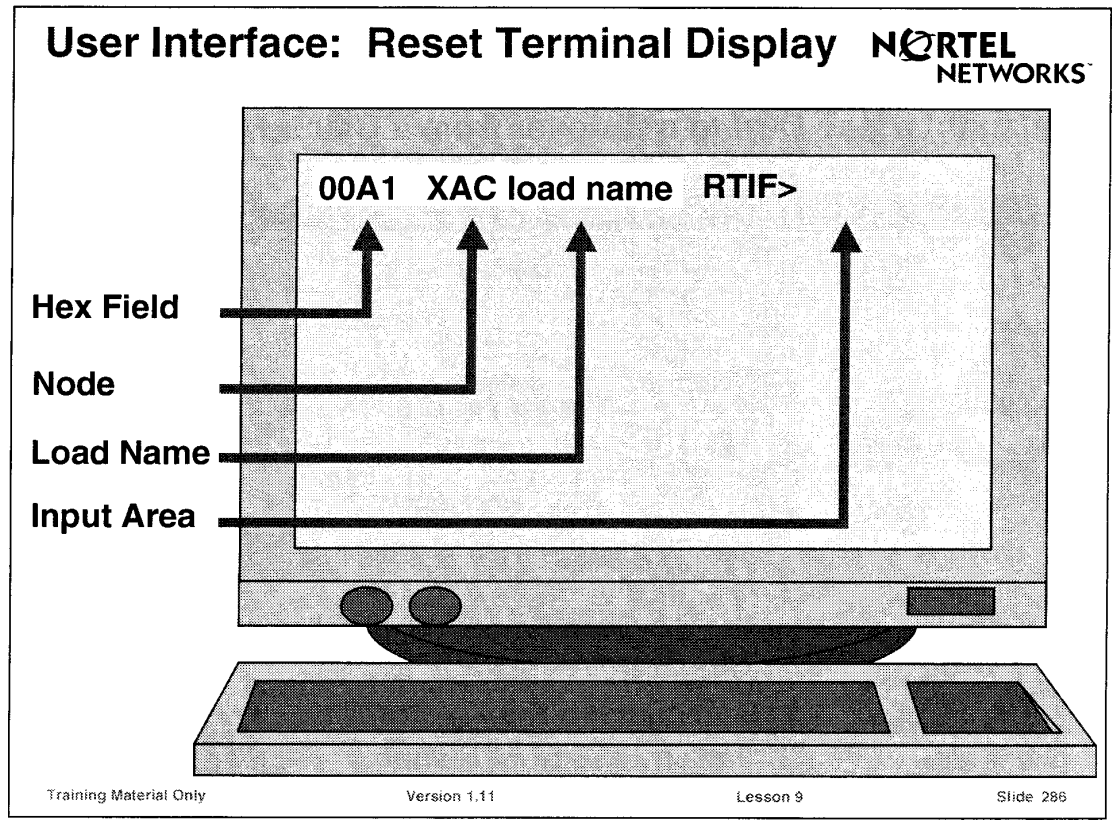 User Interface: Reset Terminal Display
NORTEL
NETWORKS
00A1 XAC load name RTIF>
Hex Field
Node
Load Name
Input Area
Training Material Only Version 1.11 Lesson 9 Slide 286